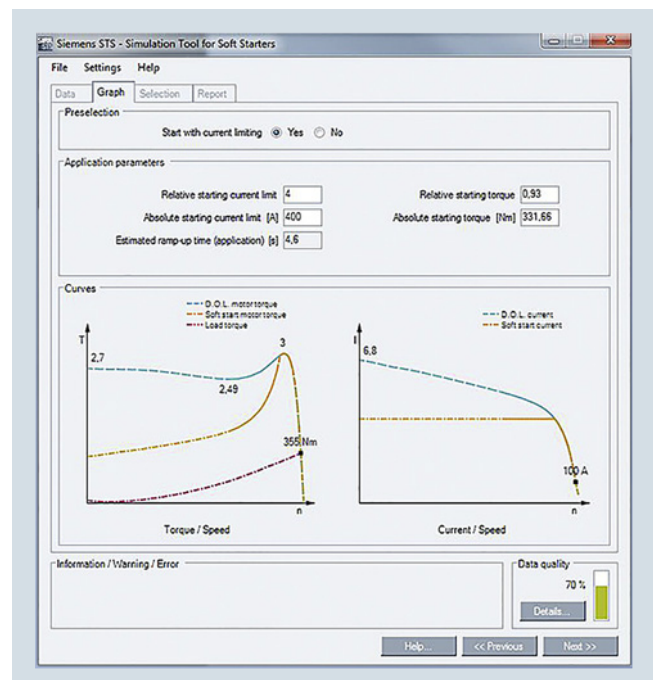 Siemens STS - Simulation Tool for Soft Starters
File Settings Help
Data Graph Selection Report
Preselection
Start with current limiting Yes No
Application parameters
Relative starting current limit 4
Relative starting torque 0,93
Absolute starting current limit [A] 400
Absolute starting torque [Nm] 331,66
Estimated ramp-up time (application) [s] 4,6
Curves
D.O.L. motor torque
Soft start motor torque
Load torque
T
2,7
2,49
3
355 Nm
n
Torque / Speed
D.O.L. current
Soft start current
I
6,8
100 A
n
Current / Speed
Information / Warning / Error
Data quality
70 %
Details...
Help... << Previous Next >>